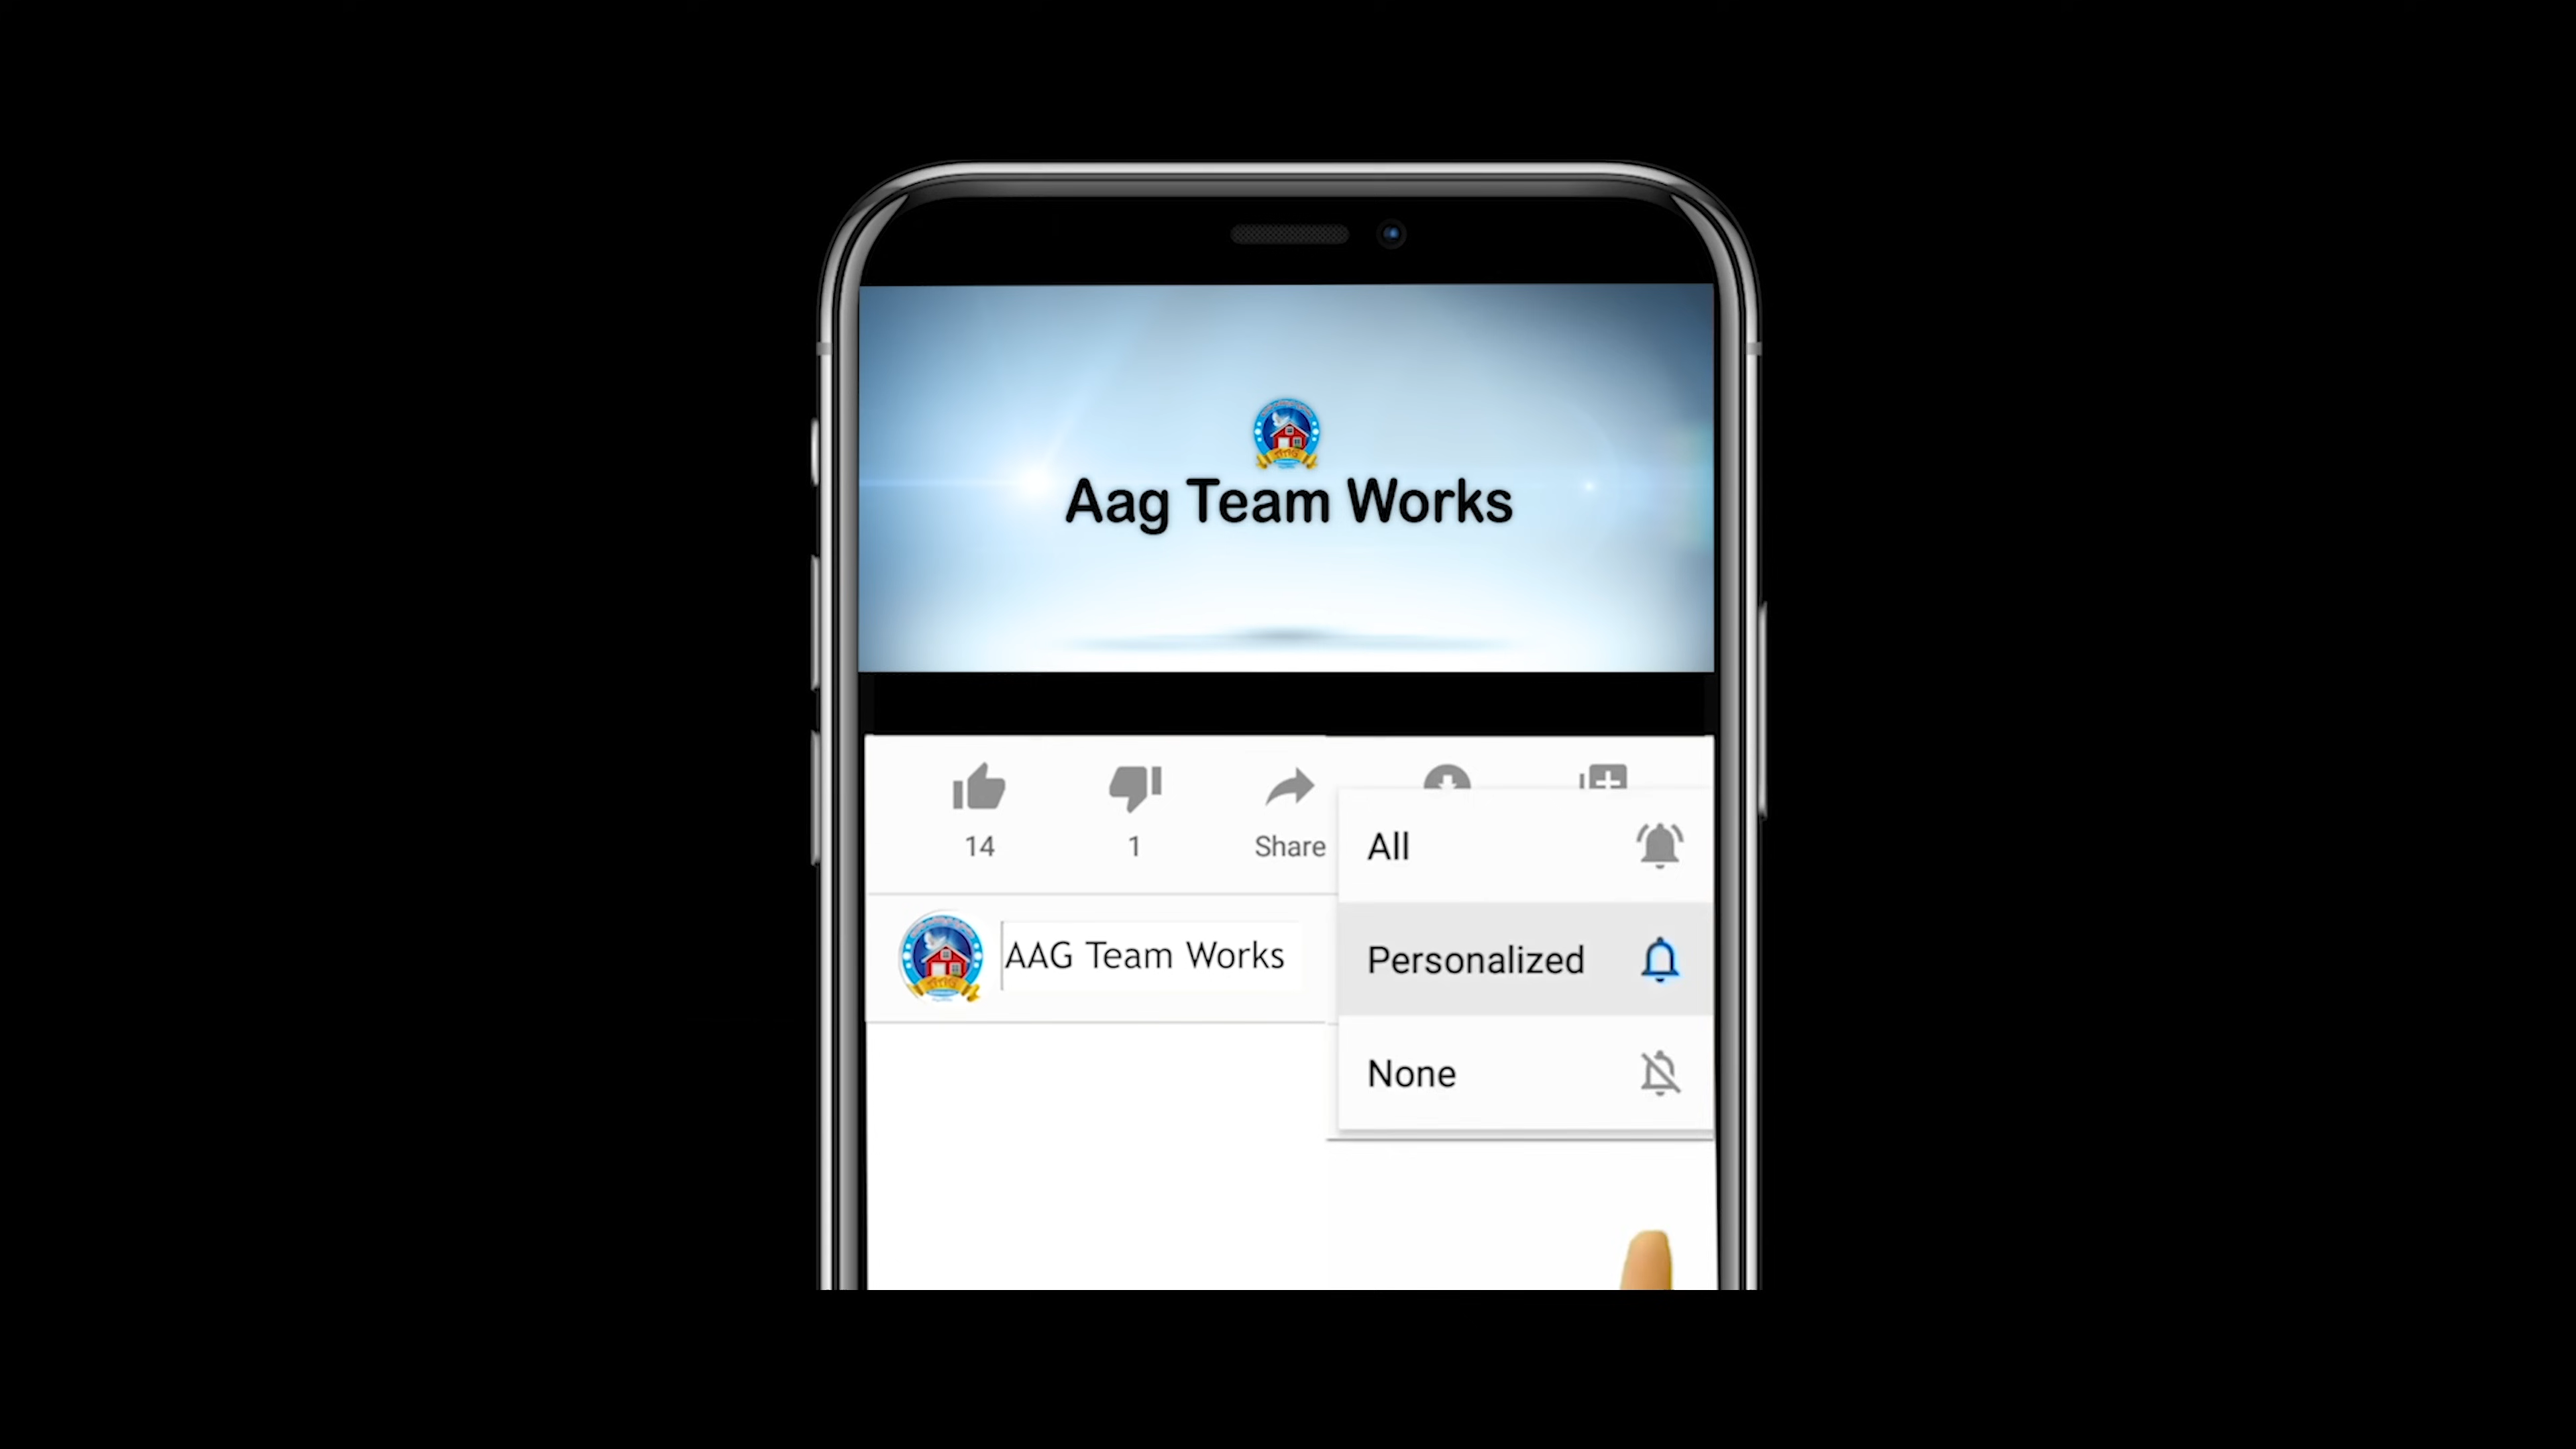 Aag Team Works
14
1
Share
All
AAG Team Works
Personalized
None